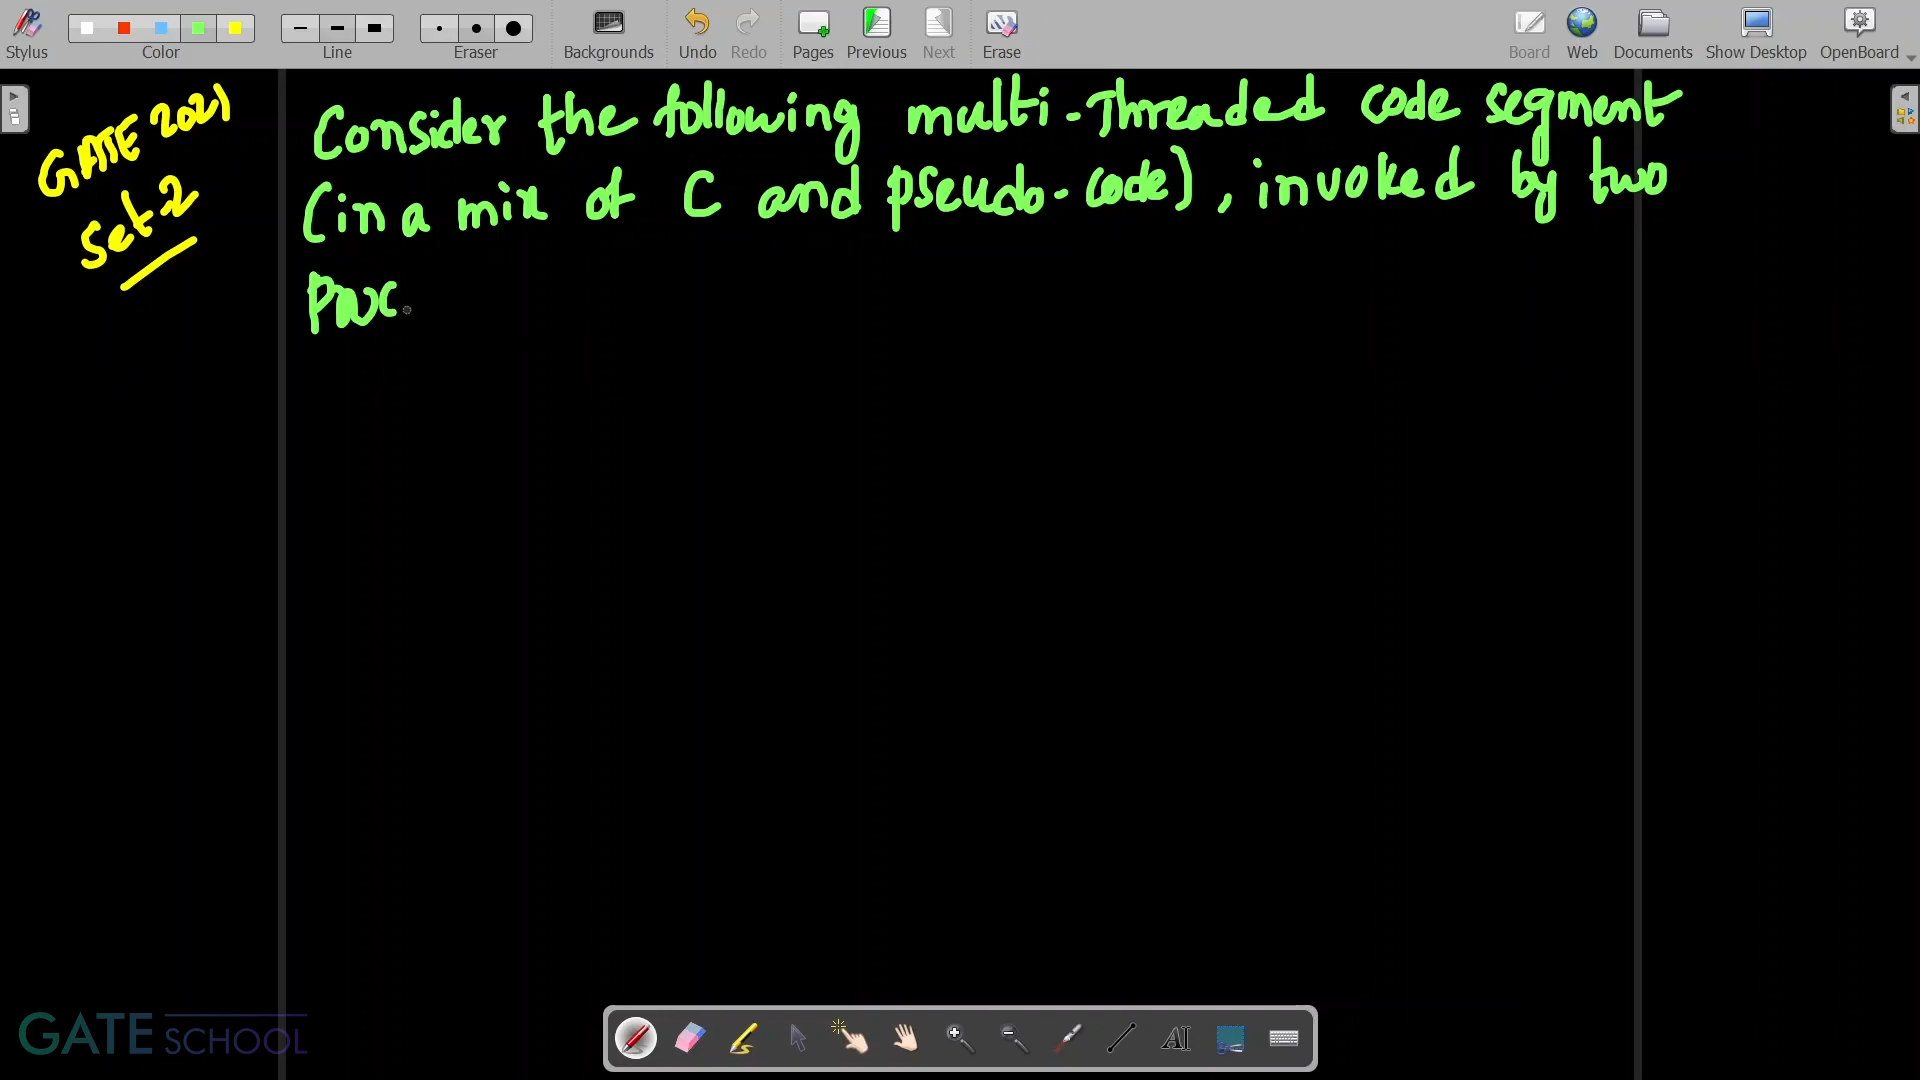 Stylus
Color
Line
Eraser
Backgrounds
Undo
Redo
Pages
Previous
Next
Erase
Board
Web
Documents
Show Desktop
OpenBoard
GATE 2021
Set 2
Consider the following multi-Threaded code segment
(in a mix of C and pseudo-code), invoked by two
Proc
GATE SCHOOL
AI